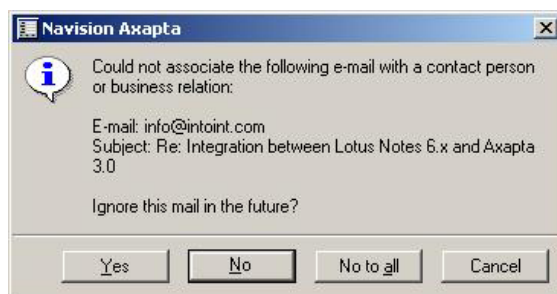 Navision Axapta
Could not associate the following e-mail with a contact person
or business relation:
E-mail: info@intoint.com
Subject: Re: Integration between Lotus Notes 6.x and Axapta
3.0
Ignore this mail in the future?
Yes No No to all Cancel